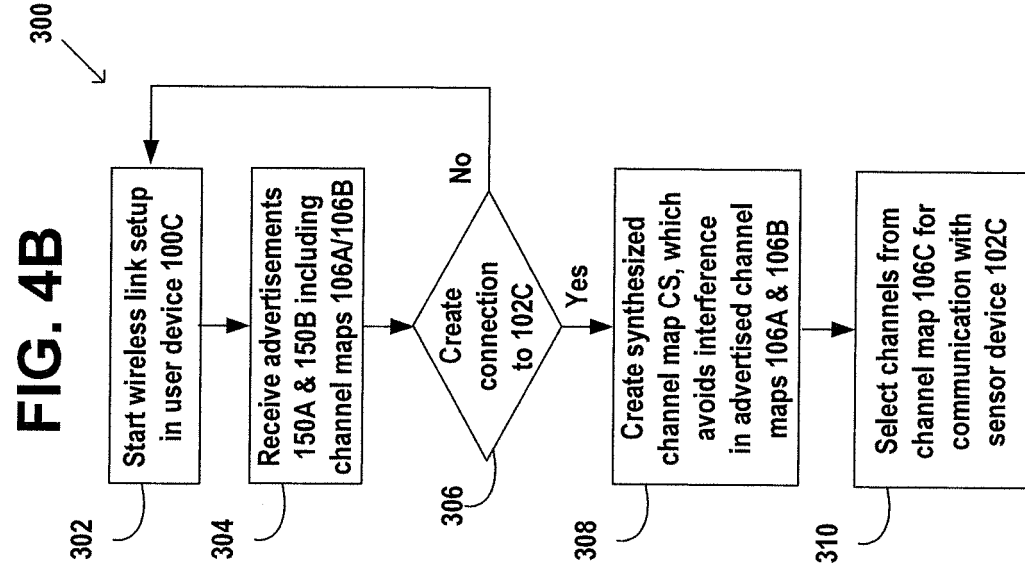 FIG. 4B
300
302
Start wireless link setup
in user device 100C
304
Receive advertisements
150A & 150B including
channel maps 106A/106B
306
Create
connection
to 102C
No
Yes
308
Create synthesized
channel map CS, which
avoids interference
in advertised channel
maps 106A & 106B
310
Select channels from
channel map 106C for
communication with
sensor device 102C